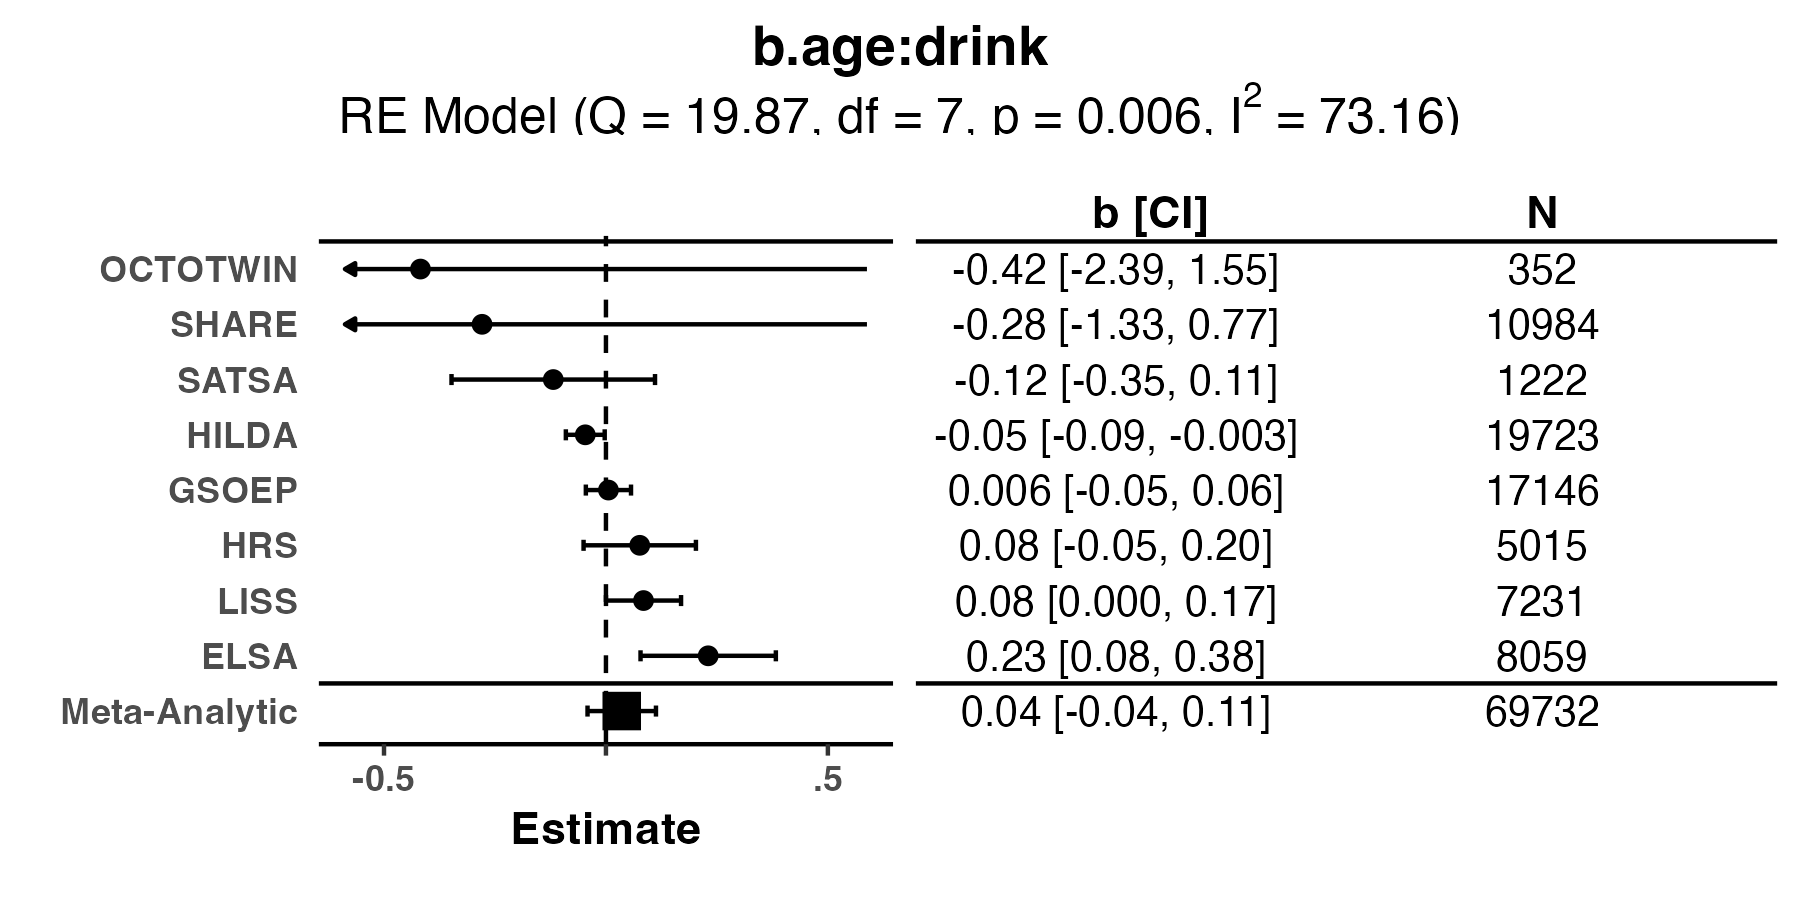 b.age:drink
RE Model (Q = 19.87, df = 7, p = 0.006, I² = 73.16)
b [CI] N
OCTOTWIN -0.42 [-2.39, 1.55] 352
SHARE -0.28 [-1.33, 0.77] 10984
SATSA -0.12 [-0.35, 0.11] 1222
HILDA -0.05 [-0.09, -0.003] 19723
GSOEP 0.006 [-0.05, 0.06] 17146
HRS 0.08 [-0.05, 0.20] 5015
LISS 0.08 [0.000, 0.17] 7231
ELSA 0.23 [0.08, 0.38] 8059
Meta-Analytic 0.04 [-0.04, 0.11] 69732
-0.5 .5
Estimate